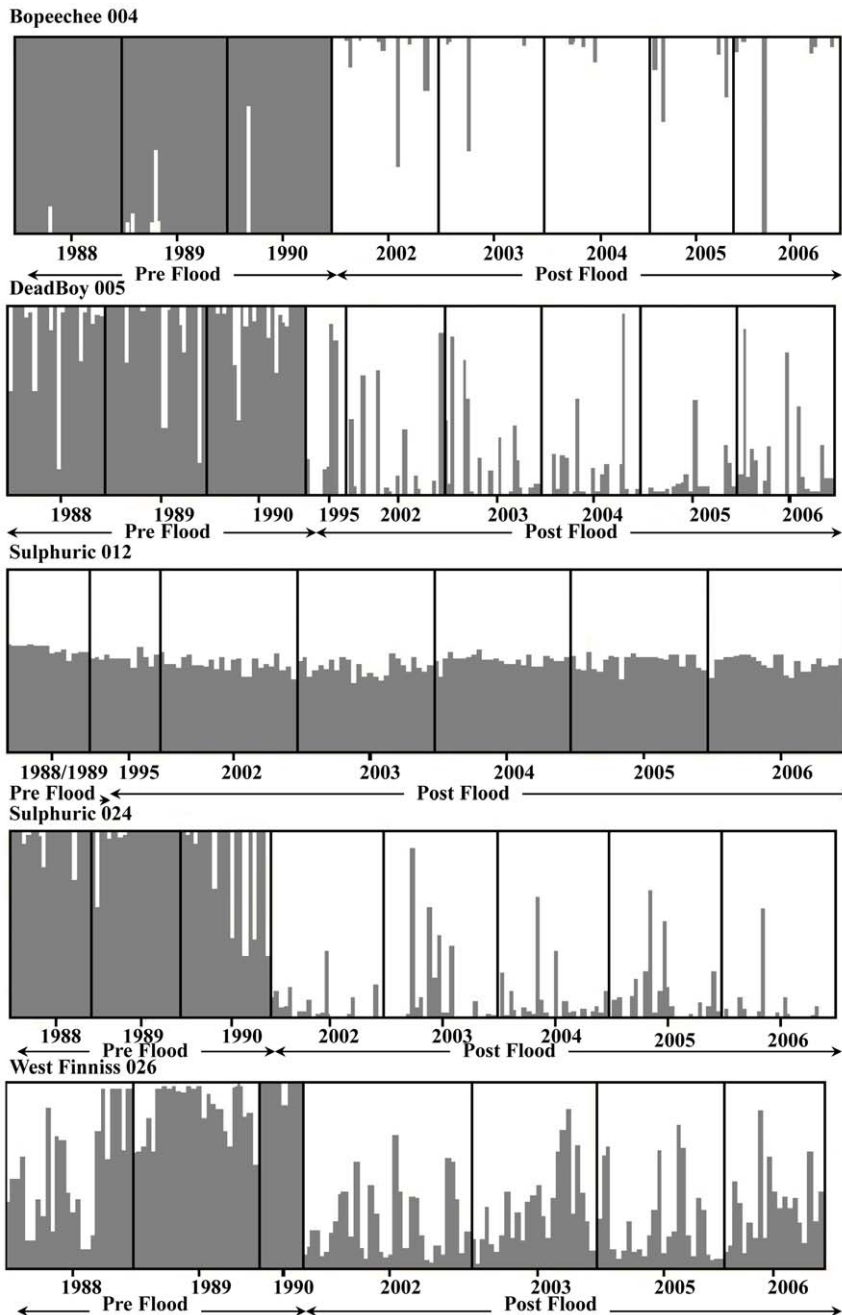 Bopeechee 004
1988 1989 1990 2002 2003 2004 2005 2006
Pre Flood Post Flood
DeadBoy 005
1988 1989 1990 1995 2002 2003 2004 2005 2006
Pre Flood Post Flood
Sulphuric 012
1988/1989 1995 2002 2003 2004 2005 2006
Pre Flood Post Flood
Sulphuric 024
1988 1989 1990 2002 2003 2004 2005 2006
Pre Flood Post Flood
West Finniss 026
1988 1989 1990 2002 2003 2005 2006
Pre Flood Post Flood